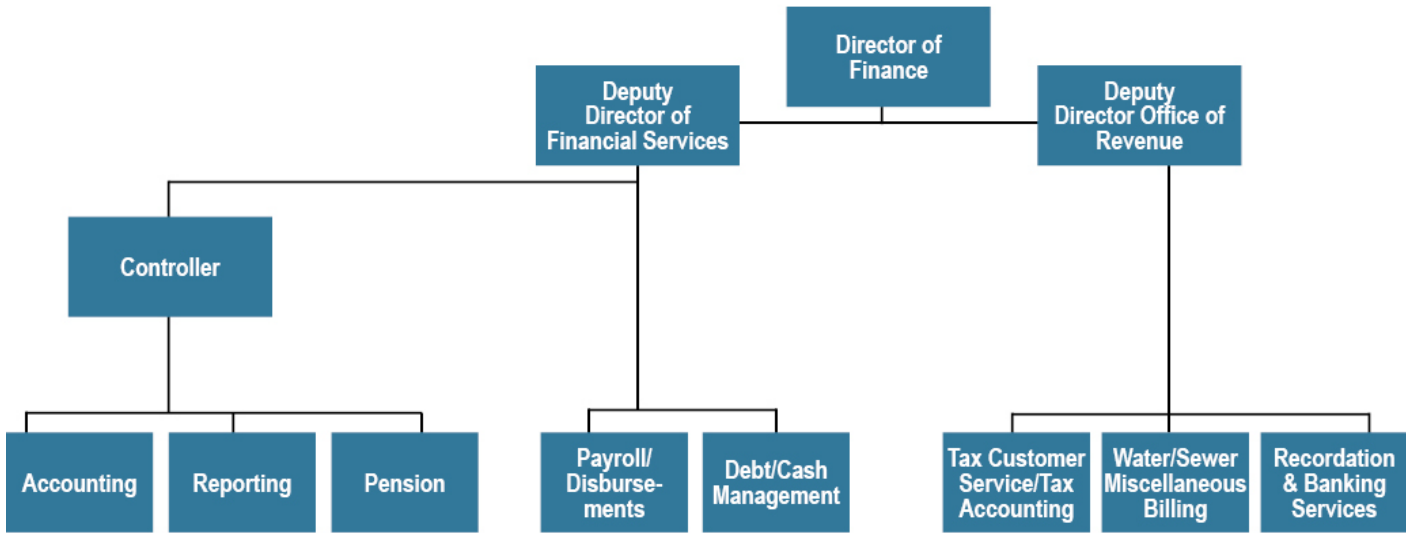 Director of
Finance
Deputy
Director of
Financial Services
Deputy
Director Office of
Revenue
Controller
Accounting
Reporting
Pension
Payroll/
Disburse-
ments
Debt/Cash
Management
Tax Customer
Service/Tax
Accounting
Water/Sewer
Miscellaneous
Billing
Recordation
& Banking
Services